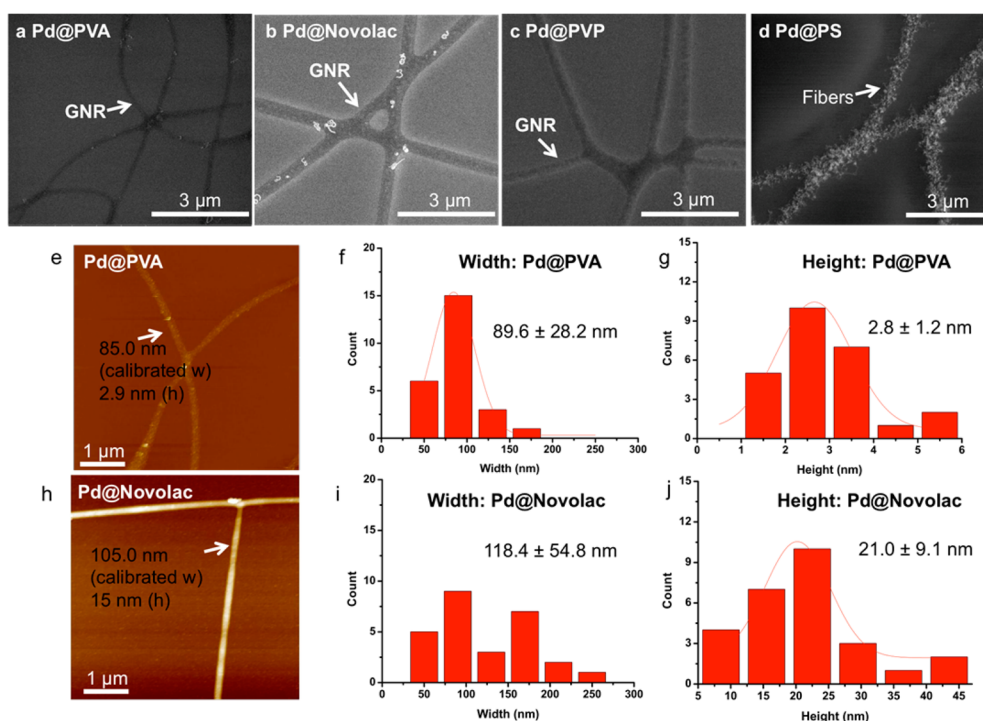 a Pd@PVA
GNR
3 μm
b Pd@Novolac
GNR
3 μm
c Pd@PVP
GNR
3 μm
d Pd@PS
Fibers
3 μm
e
Pd@PVA
85.0 nm
(calibrated w)
2.9 nm (h)
1 μm
f
Width: Pd@PVA
89.6 ± 28.2 nm
Count
20
15
10
5
0
0 50 100 150 200 250 300
Width (nm)
g
Height: Pd@PVA
2.8 ± 1.2 nm
Count
15
12
9
6
3
0
0 1 2 3 4 5 6
Height (nm)
h
Pd@Novolac
105.0 nm
(calibrated w)
15 nm (h)
1 μm
i
Width: Pd@Novolac
118.4 ± 54.8 nm
Count
20
15
10
5
0
0 50 100 150 200 250 300
Width (nm)
j
Height: Pd@Novolac
21.0 ± 9.1 nm
Count
15
12
9
6
3
0
5 10 15 20 25 30 35 40 45
Height (nm)